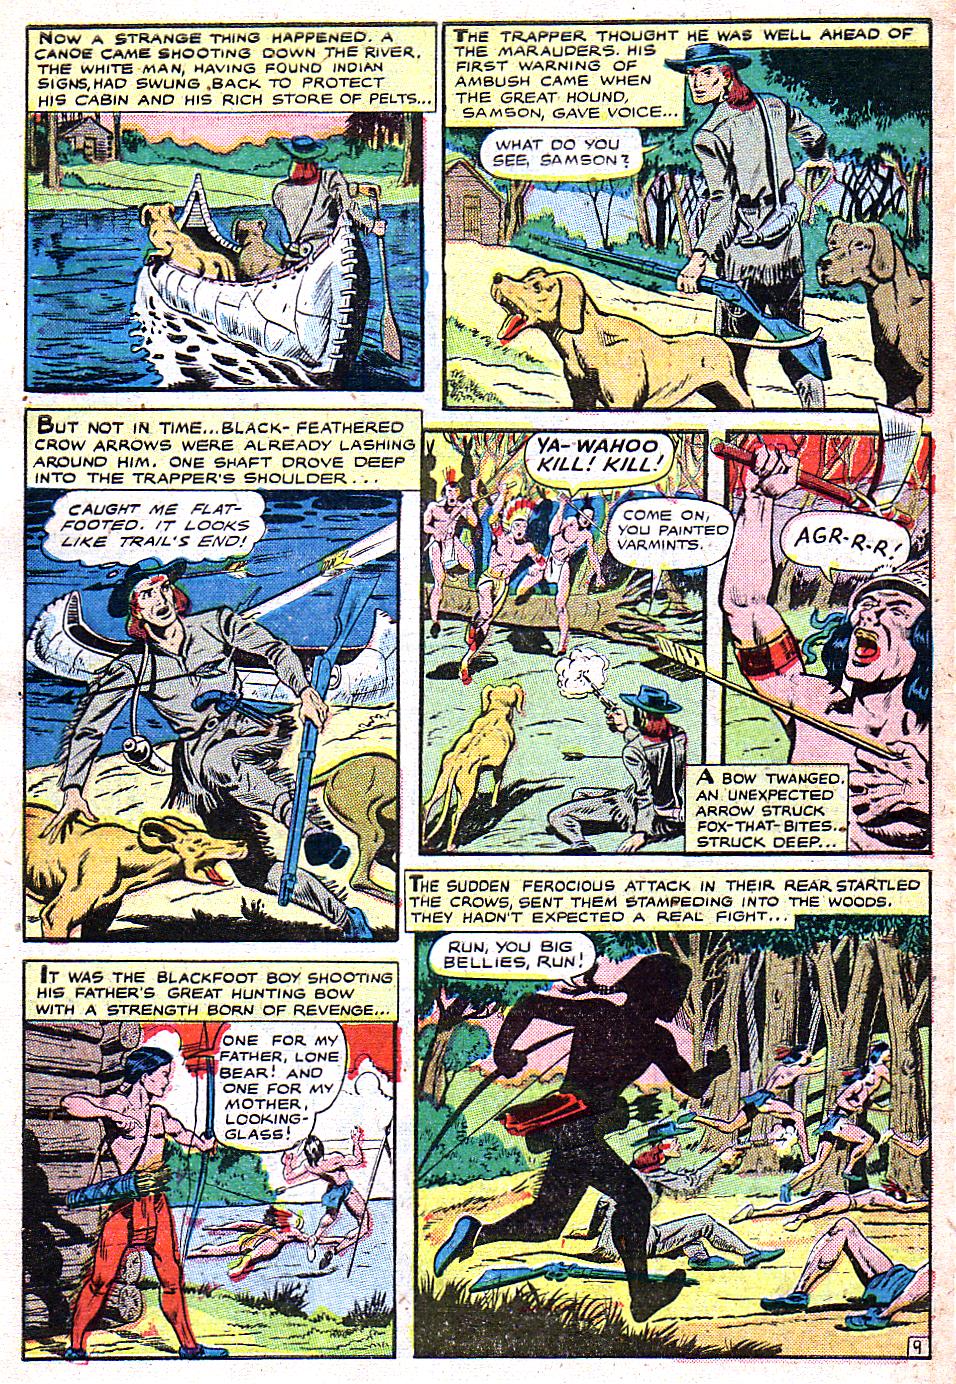 NOW A STRANGE THING HAPPENED. A
CANOE CAME SHOOTING DOWN THE RIVER.
THE WHITE MAN, HAVING FOUND INDIAN
SIGNS, HAD SWUNG BACK TO PROTECT
HIS CABIN AND HIS RICH STORE OF PELTS...
THE TRAPPER THOUGHT HE WAS WELL AHEAD OF
THE MARAUDERS. HIS
FIRST WARNING OF
AMBUSH CAME WHEN
THE GREAT HOUND,
SAMSON, GAVE VOICE...
WHAT DO YOU
SEE, SAMSON?
BUT NOT IN TIME...BLACK-FEATHERED
CROW ARROWS WERE ALREADY LASHING
AROUND HIM. ONE SHAFT DROVE DEEP
INTO THE TRAPPER'S SHOULDER...
CAUGHT ME FLAT-
FOOTED. IT LOOKS
LIKE TRAIL'S END!
YA-WAHOO
KILL! KILL!
COME ON,
YOU PAINTED
VARMINTS.
AGR-R-R!
A BOW TWANGED.
AN UNEXPECTED
ARROW STRUCK
FOX-THAT-BITES..
STRUCK DEEP...
IT WAS THE BLACKFOOT BOY SHOOTING
HIS FATHER'S GREAT HUNTING BOW
WITH A STRENGTH BORN OF REVENGE...
ONE FOR MY
FATHER, LONE
BEAR! AND
ONE FOR MY
MOTHER,
LOOKING-
GLASS!
THE SUDDEN FEROCIOUS ATTACK IN THEIR REAR STARTLED
THE CROWS, SENT THEM STAMPEDING INTO THE WOODS.
THEY HADN'T EXPECTED A REAL FIGHT...
RUN, YOU BIG
BELLIES, RUN!
9